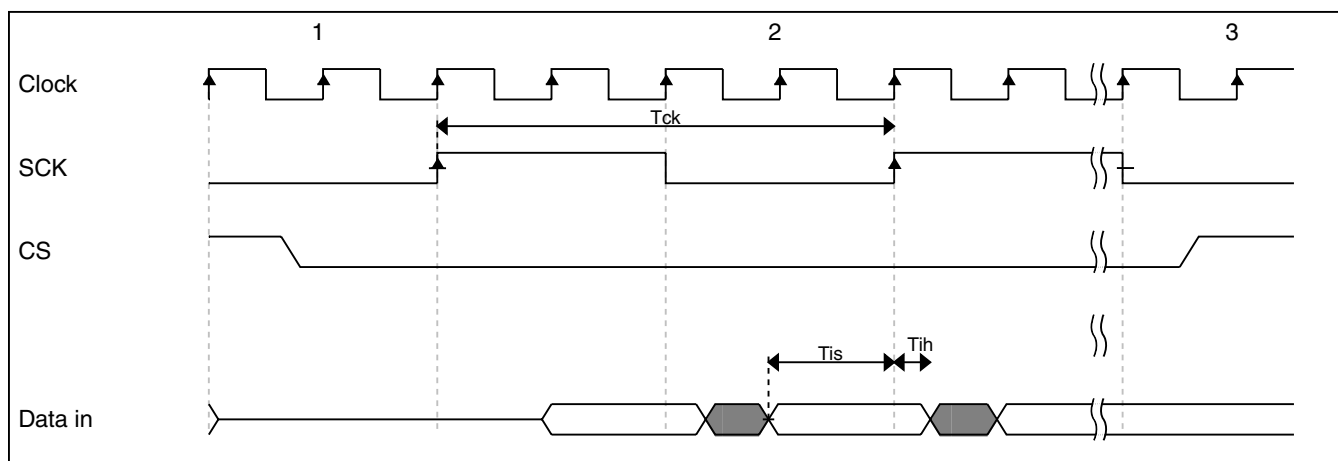 1 2 3
Clock
Tck
SCK
CS
Tis Tih
Data in